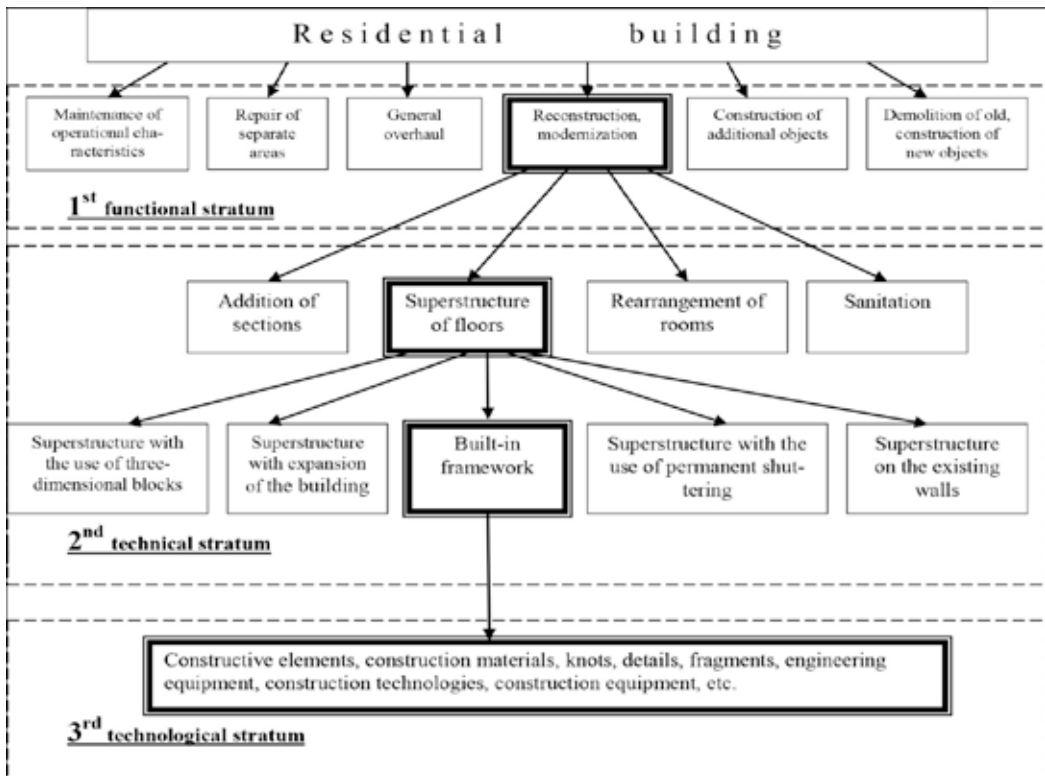 Residential building
Maintenance of
operational cha-
racteristics
Repair of
separate
areas
General
overhaul
Reconstruction,
modernization
Construction of
additional objects
Demolition of old,
construction of
new objects
1st functional stratum
Addition of
sections
Superstructure
of floors
Rearrangement of
rooms
Sanitation
Superstructure with
the use of three-
dimensional blocks
Superstructure
with expansion
of the building
Built-in
framework
Superstructure with the
use of permanent shut-
tering
Superstructure
on the existing
walls
2nd technical stratum
Constructive elements, construction materials, knots, details, fragments, engineering
equipment, construction technologies, construction equipment, etc.
3rd technological stratum